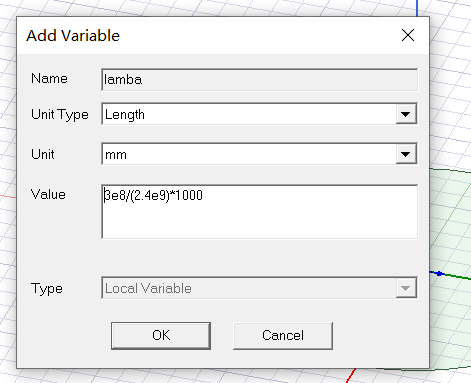 Add Variable
Name lamba
Unit Type Length
Unit mm
Value 3e8/(2.4e9)*1000
Type Local Variable
OK Cancel